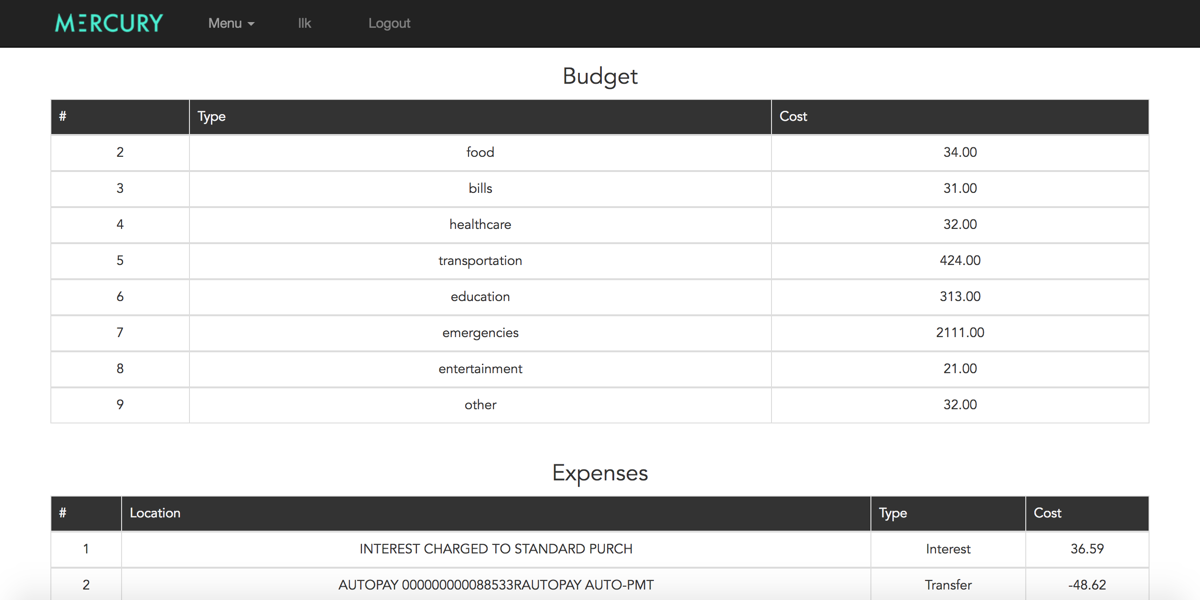 MERCURY Menu llk Logout
Budget
# Type Cost
2 food 34.00
3 bills 31.00
4 healthcare 32.00
5 transportation 424.00
6 education 313.00
7 emergencies 2111.00
8 entertainment 21.00
9 other 32.00
Expenses
# Location Type Cost
1 INTEREST CHARGED TO STANDARD PURCH Interest 36.59
2 AUTOPAY 000000000088533RAUTOPAY AUTO-PMT Transfer -48.62